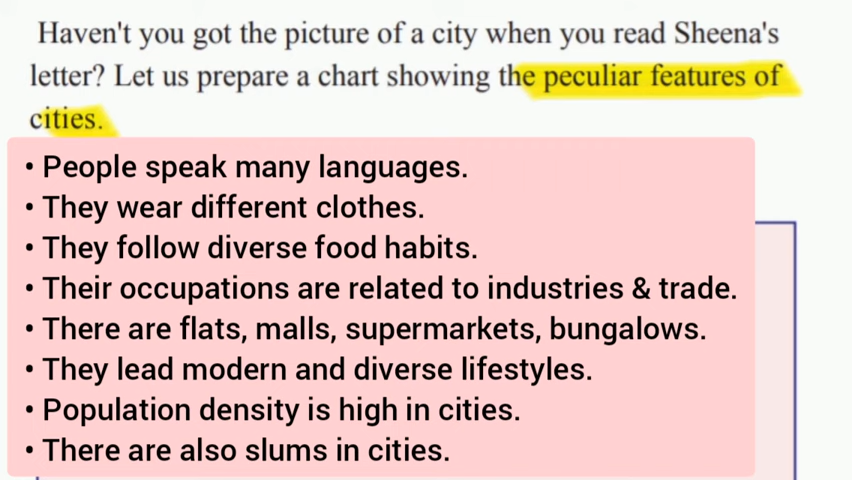 Haven't you got the picture of a city when you read Sheena's
letter? Let us prepare a chart showing the peculiar features of
cities.
• People speak many languages.
• They wear different clothes.
• They follow diverse food habits.
• Their occupations are related to industries & trade.
• There are flats, malls, supermarkets, bungalows.
• They lead modern and diverse lifestyles.
• Population density is high in cities.
• There are also slums in cities.